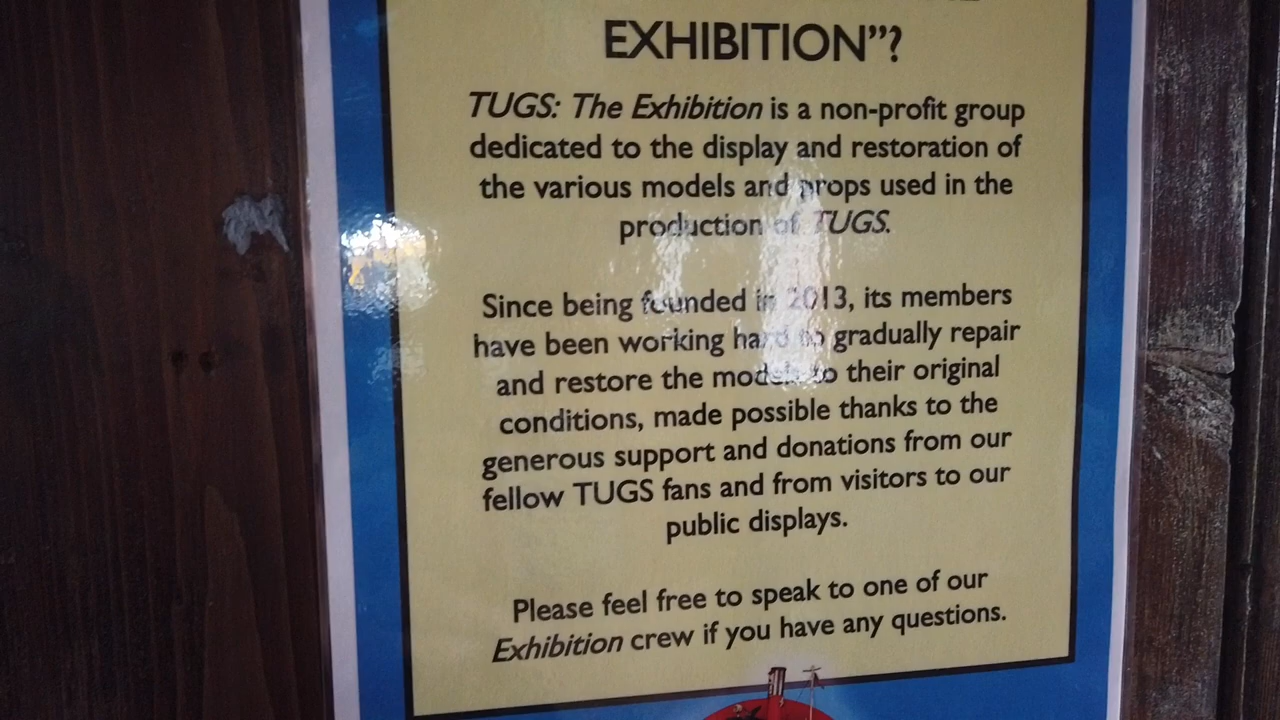 EXHIBITION”?
TUGS: The Exhibition is a non-profit group
dedicated to the display and restoration of
the various models and props used in the
production of TUGS.
Since being founded in 2013, its members
have been working hard to gradually repair
and restore the models to their original
conditions, made possible thanks to the
generous support and donations from our
fellow TUGS fans and from visitors to our
public displays.
Please feel free to speak to one of our
Exhibition crew if you have any questions.